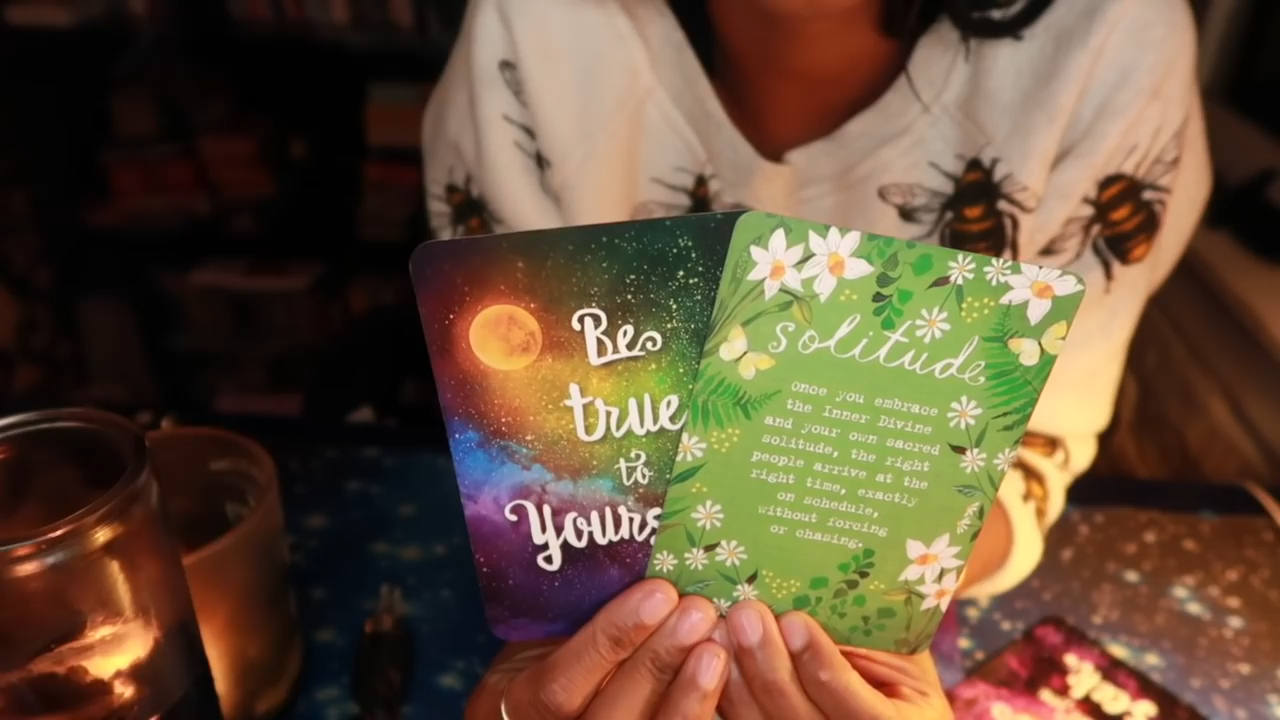 Be
true
to
Yours
solitude
once you embrace
the Inner Divine
and your own sacred
solitude, the right
people arrive at the
right time, exactly
on schedule,
without forcing
or chasing.